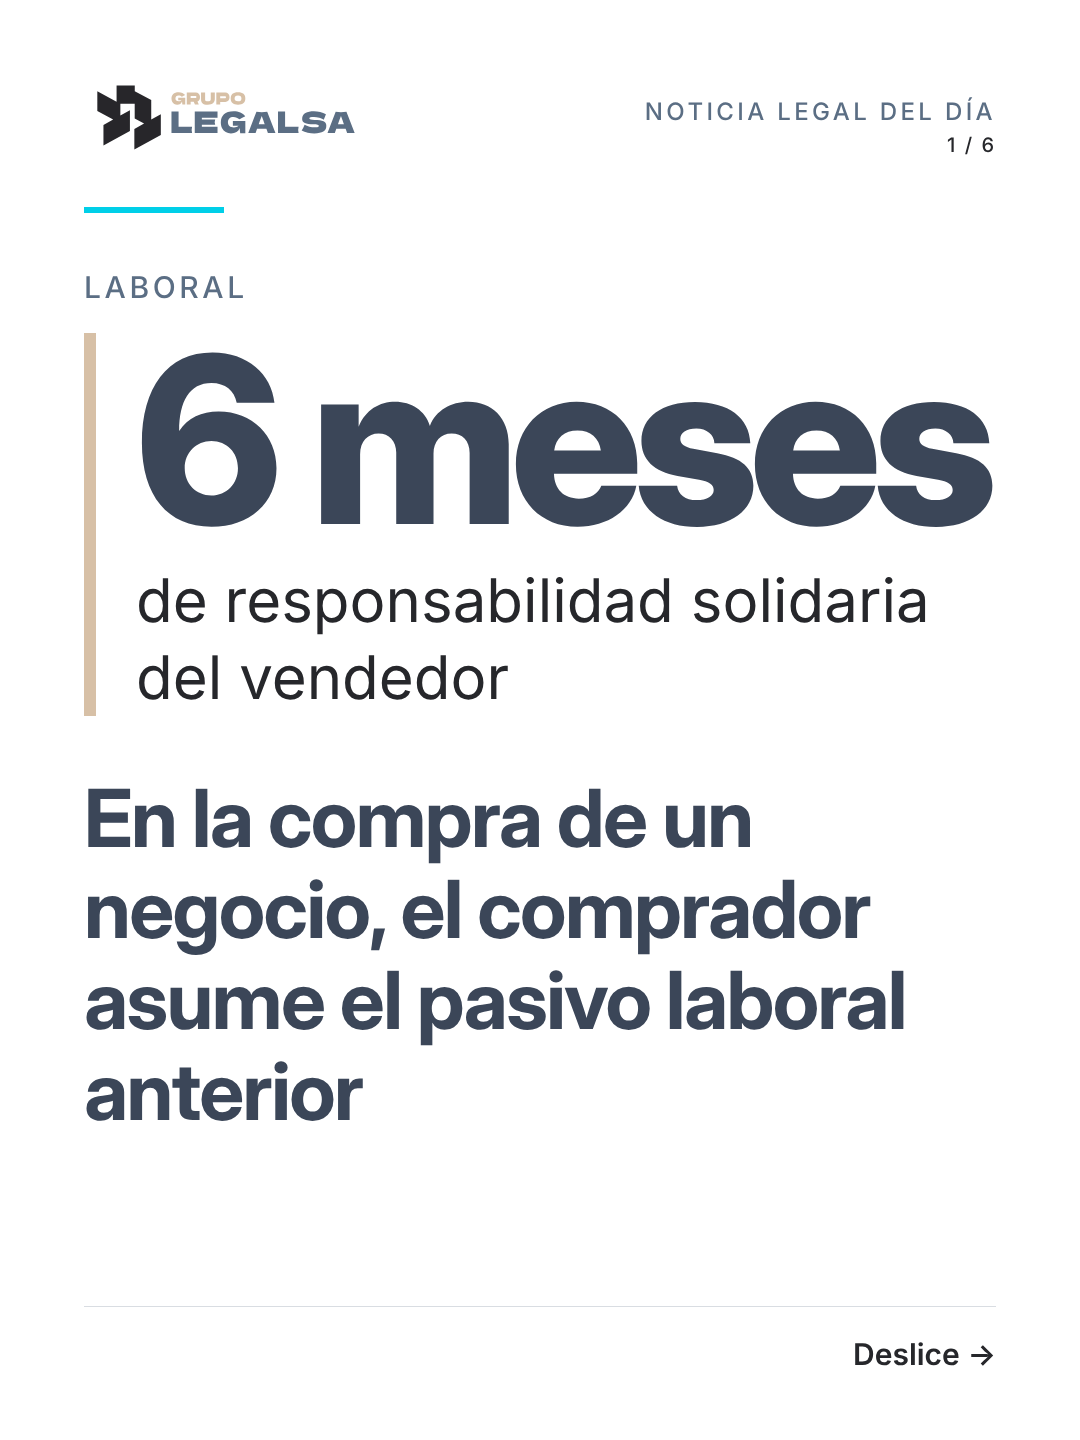 GRUPO
LEGALSA
NOTICIA LEGAL DEL DÍA
1 / 6
LABORAL
6 meses
de responsabilidad solidaria
del vendedor
En la compra de un
negocio, el comprador
asume el pasivo laboral
anterior
Deslice →